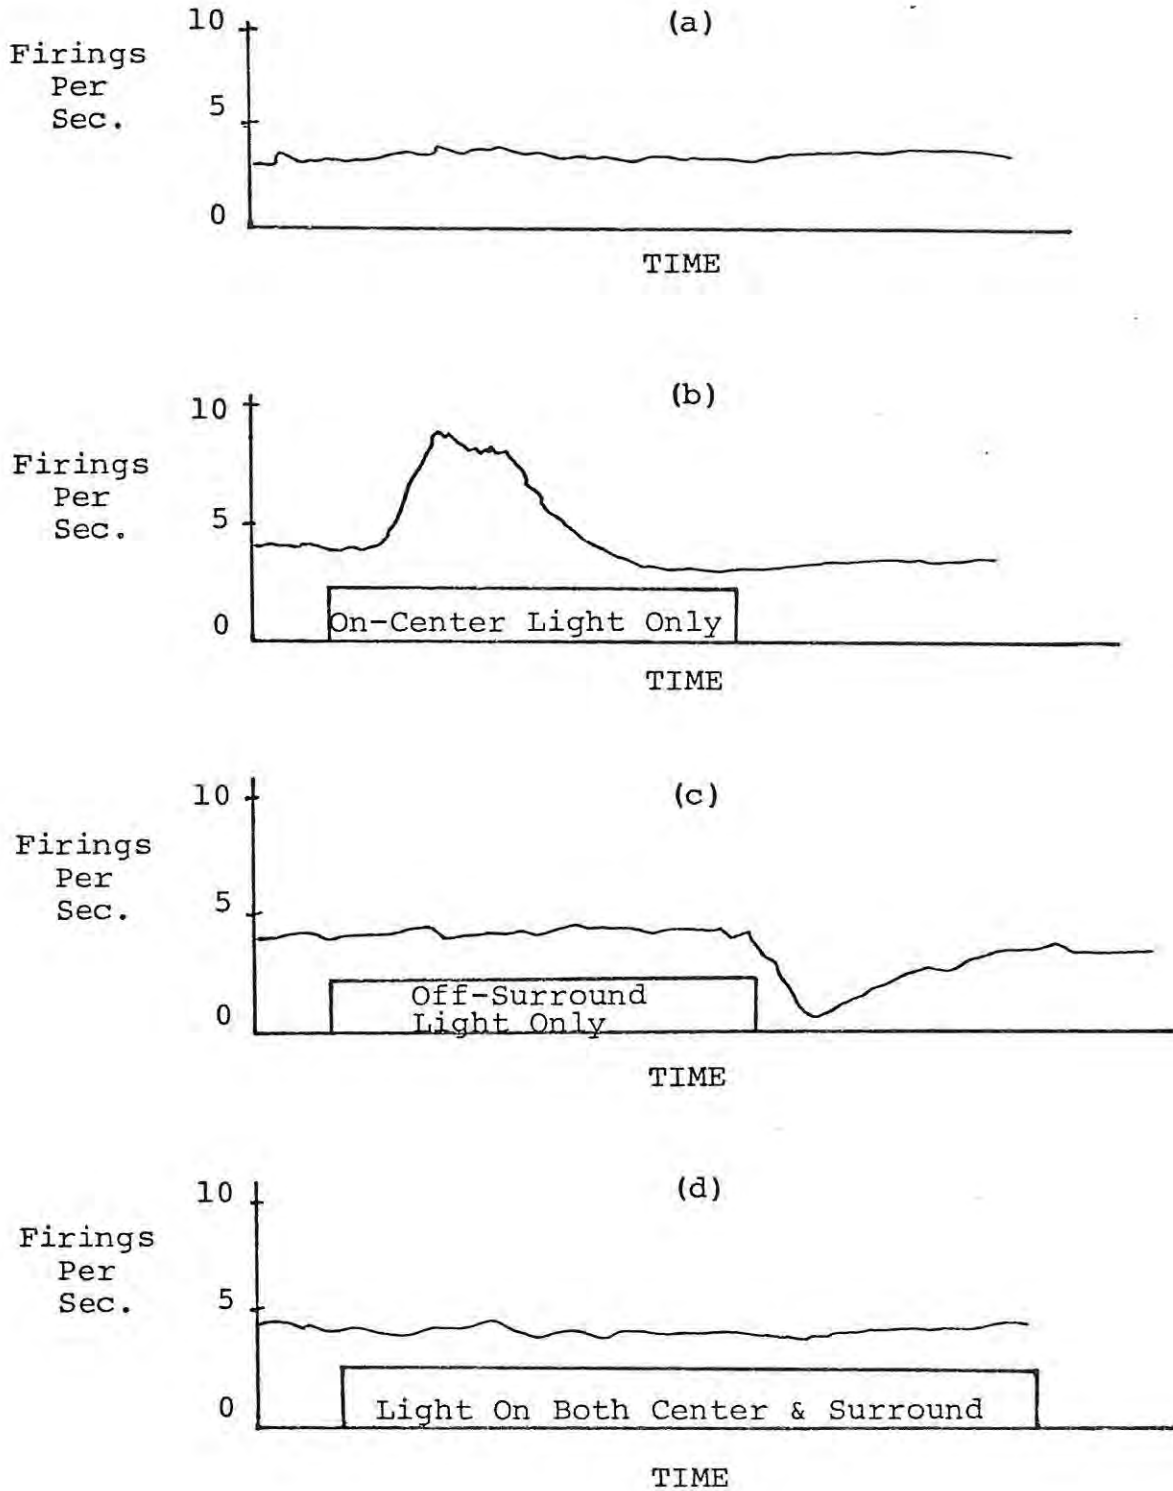 (a)
10
Firings
Per
Sec.
5
0
TIME
(b)
10
Firings
Per
Sec.
5
0
On-Center Light Only
TIME
(c)
10
Firings
Per
Sec.
5
0
Off-Surround
Light Only
TIME
(d)
10
Firings
Per
Sec.
5
0
Light On Both Center & Surround
TIME